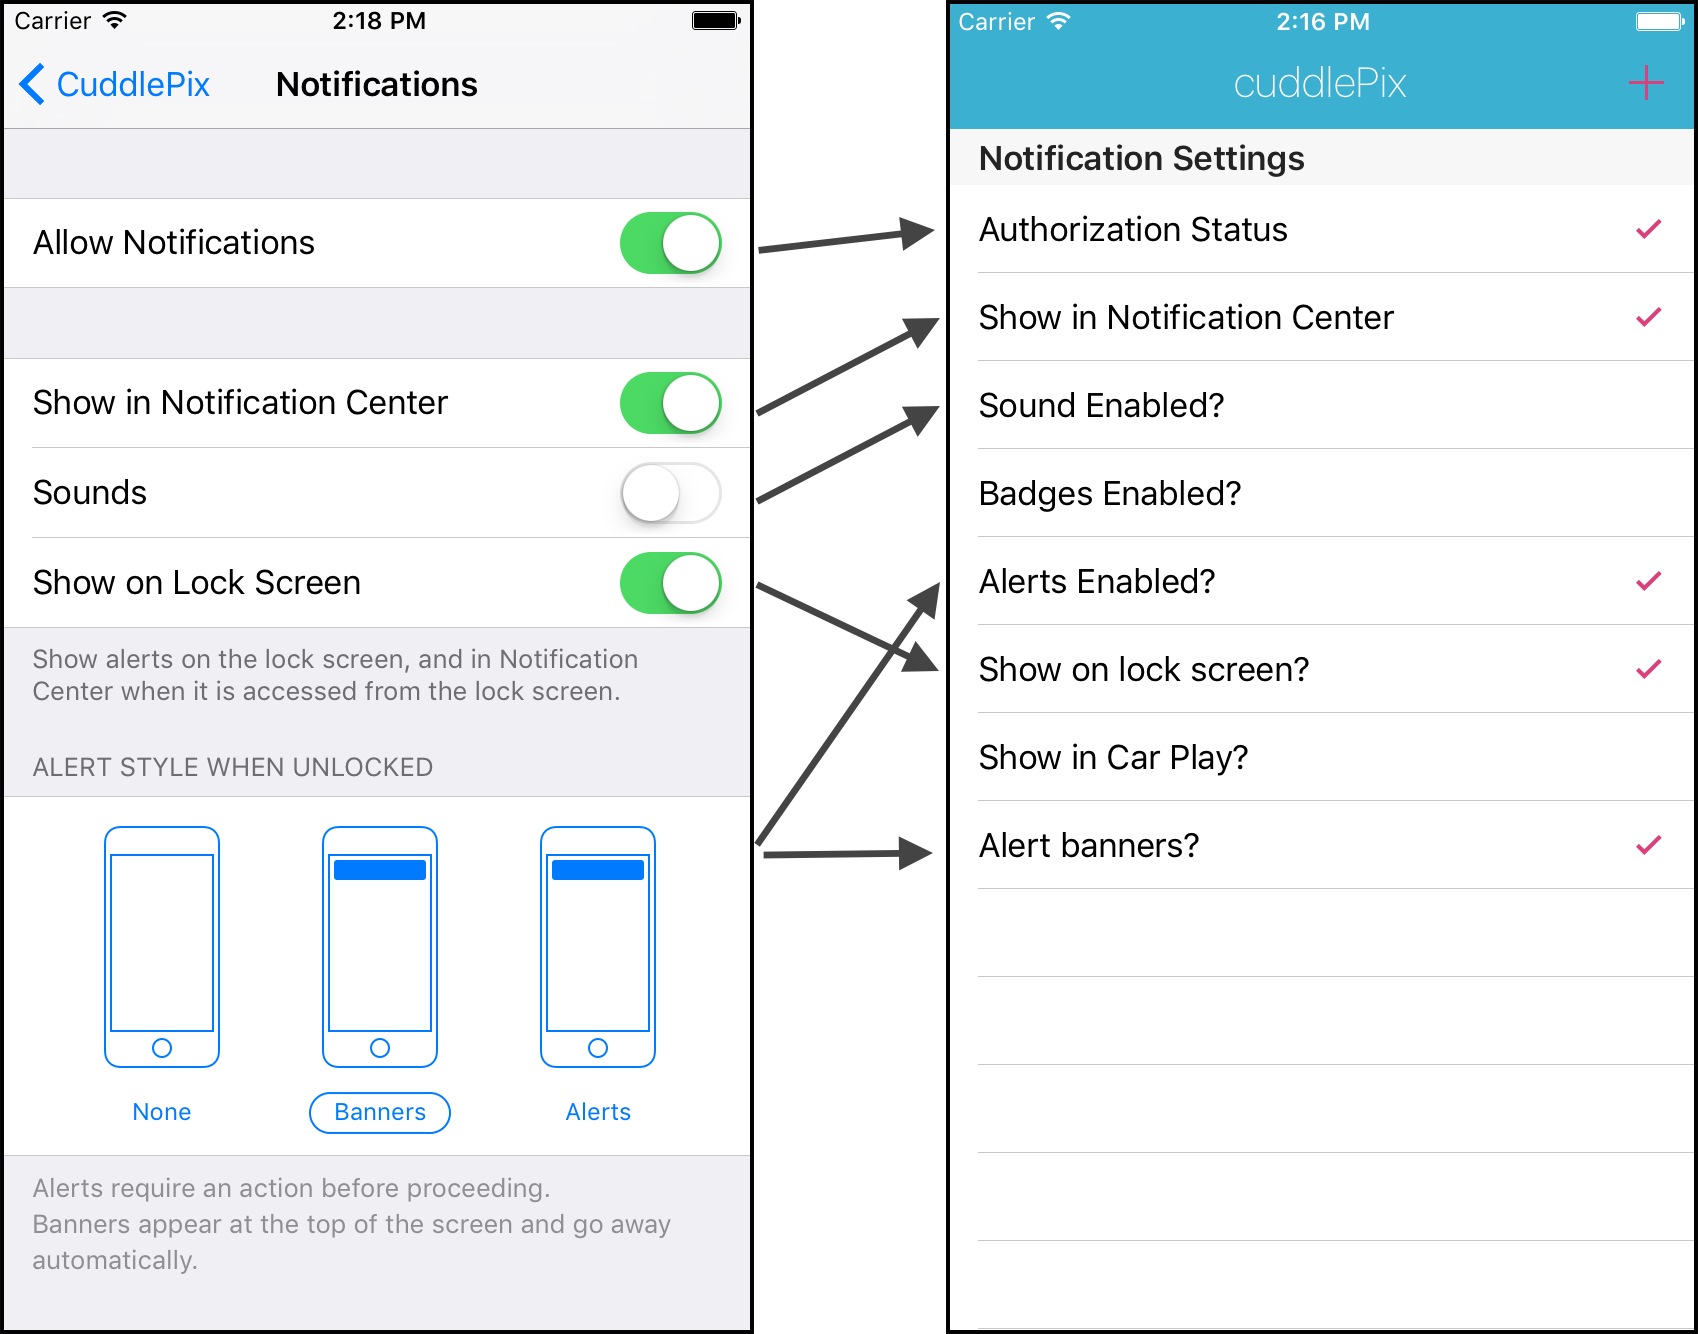 Carrier 2:18 PM
CuddlePix Notifications
Allow Notifications
Show in Notification Center
Sounds
Show on Lock Screen
Show alerts on the lock screen, and in Notification
Center when it is accessed from the lock screen.
ALERT STYLE WHEN UNLOCKED
None Banners Alerts
Alerts require an action before proceeding.
Banners appear at the top of the screen and go away
automatically.
Carrier 2:16 PM
cuddlePix
Notification Settings
Authorization Status
Show in Notification Center
Sound Enabled?
Badges Enabled?
Alerts Enabled?
Show on lock screen?
Show in Car Play?
Alert banners?